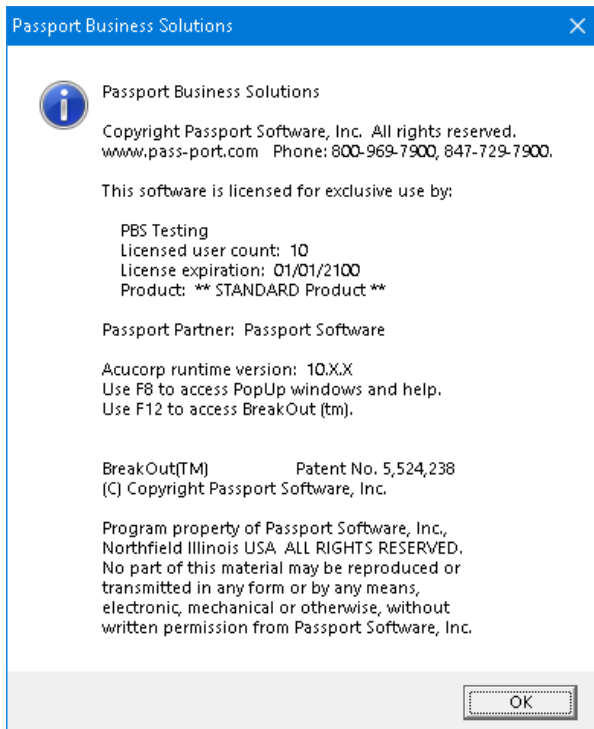 Passport Business Solutions
Passport Business Solutions
Copyright Passport Software, Inc.  All rights reserved.
www.pass-port.com   Phone: 800-969-7900, 847-729-7900.
This software is licensed for exclusive use by:
PBS Testing
Licensed user count:  10
License expiration:  01/01/2100
Product:  ** STANDARD Product **
Passport Partner:  Passport Software
Acucorp runtime version:  10.X.X
Use F8 to access PopUp windows and help.
Use F12 to access BreakOut (tm).
BreakOut(TM)   Patent No. 5,524,238
(C) Copyright Passport Software, Inc.
Program property of Passport Software, Inc.,
Northfield Illinois USA  ALL RIGHTS RESERVED.
No part of this material may be reproduced or
transmitted in any form or by any means,
electronic, mechanical or otherwise, without
written permission from Passport Software, Inc.
OK